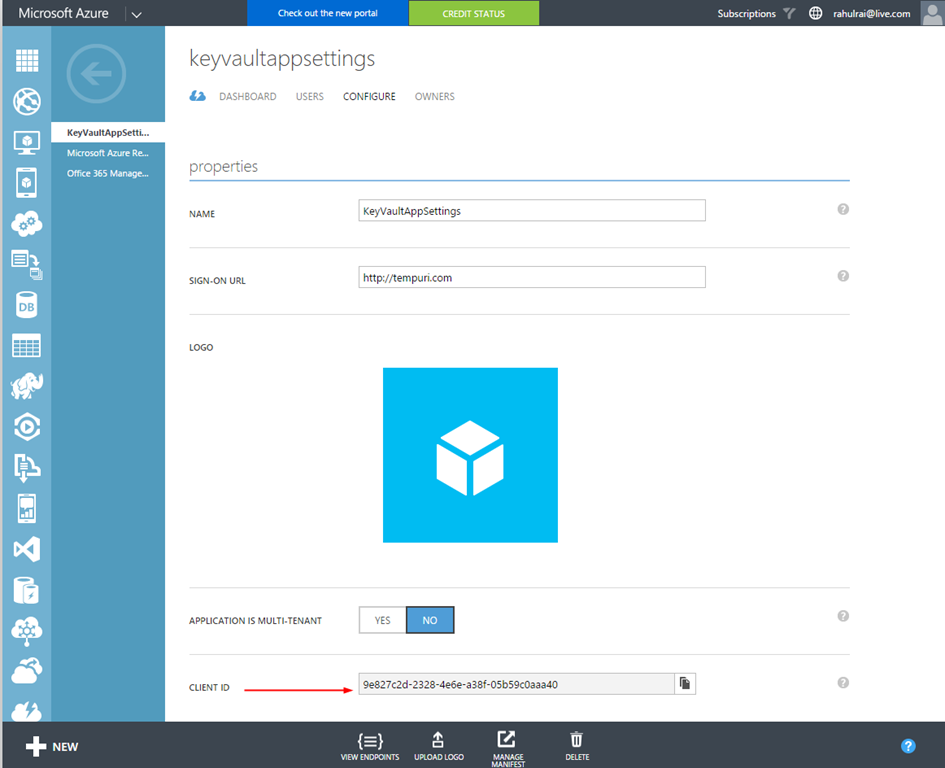 Microsoft Azure
Check out the new portal
CREDIT STATUS
Subscriptions
rahulrai@live.com
keyvaultappsettings
DASHBOARD USERS CONFIGURE OWNERS
KeyVaultAppSetti...
Microsoft Azure Re...
Office 365 Manage...
properties
NAME KeyVaultAppSettings ?
SIGN-ON URL http://tempuri.com ?
LOGO
DB
APPLICATION IS MULTI-TENANT YES NO ?
CLIENT ID 9e827c2d-2328-4e6e-a38f-05b59c0aaa40 ?
NEW
VIEW ENDPOINTS
UPLOAD LOGO
MANAGE
MANIFEST
DELETE
?